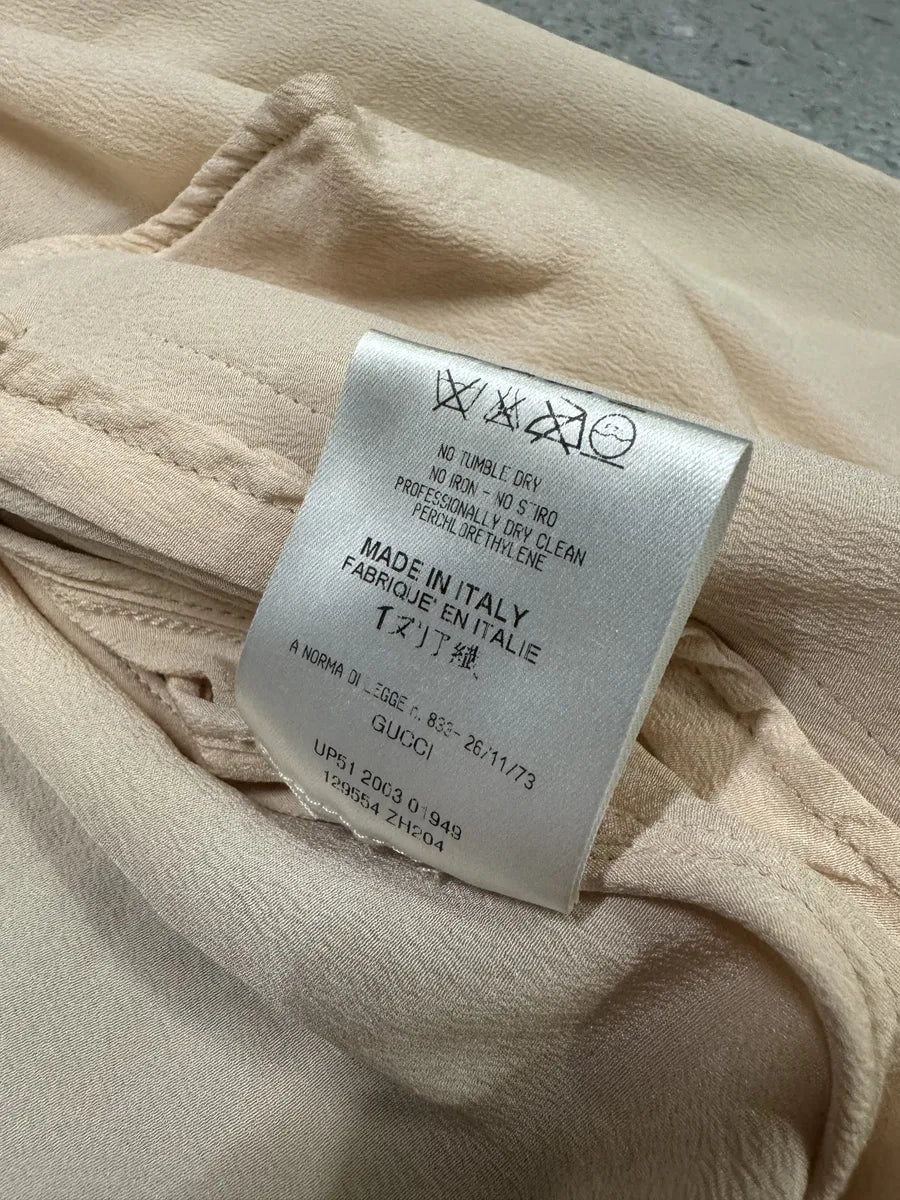 NO TUMBLE DRY
NO IRON - NO STIRO
PROFESSIONALLY DRY CLEAN
PERCHLORETHYLENE
MADE IN ITALY
FABRIQUE' EN ITALIE
A NORMA DI LEGGE n. 833- 26/11/73
GUCCI
UP51 2003 01949
129554 ZH204